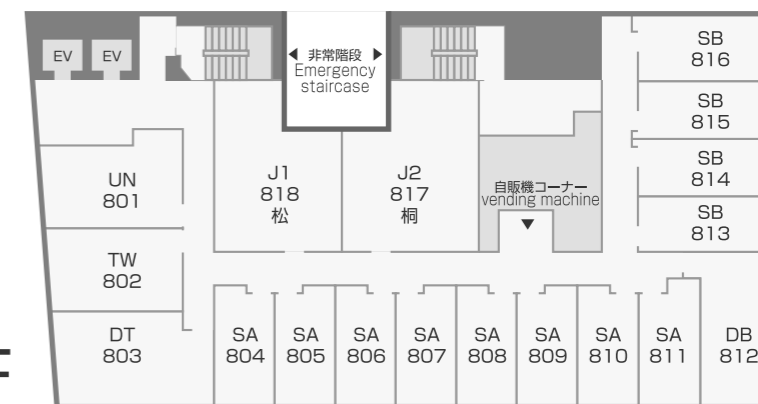 EV
EV
◀ 非常階段 ▶
Emergency
staircase
SB
816
SB
815
SB
814
SB
813
UN
801
TW
802
DT
803
J1
818
松
J2
817
桐
自販機コーナー
vending machine
▼
SA
804
SA
805
SA
806
SA
807
SA
808
SA
809
SA
810
SA
811
DB
812